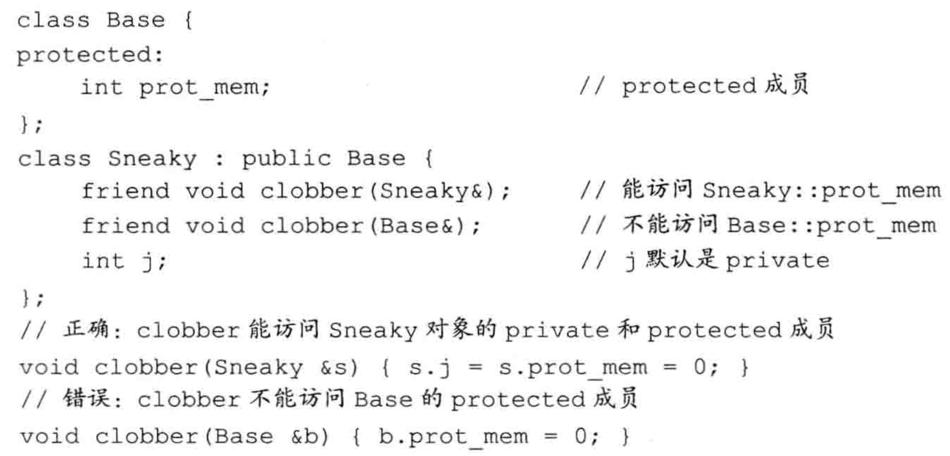 class Base {
protected:
    int prot_mem;                    // protected 成员
};
class Sneaky : public Base {
    friend void clobber(Sneaky&);    // 能访问 Sneaky::prot_mem
    friend void clobber(Base&);      // 不能访问 Base::prot_mem
    int j;                           // j 默认是 private
};
// 正确：clobber 能访问 Sneaky 对象的 private 和 protected 成员
void clobber(Sneaky &s) { s.j = s.prot_mem = 0; }
// 错误：clobber 不能访问 Base 的 protected 成员
void clobber(Base &b) { b.prot_mem = 0; }